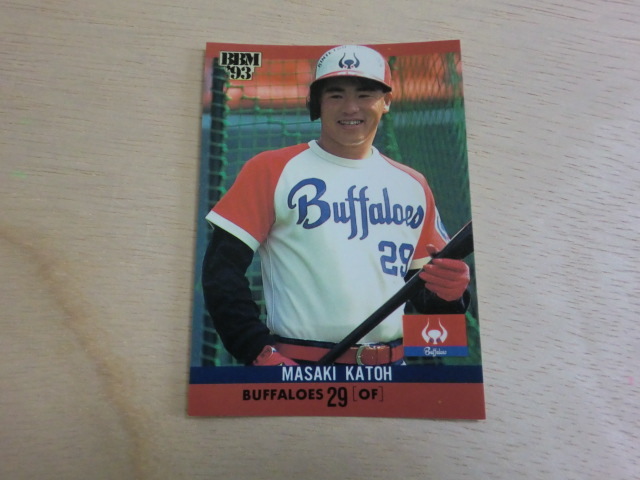 BBM
'93
Buffaloes
29
Buffaloes
MASAKI KATOH
BUFFALOES 29 [OF]